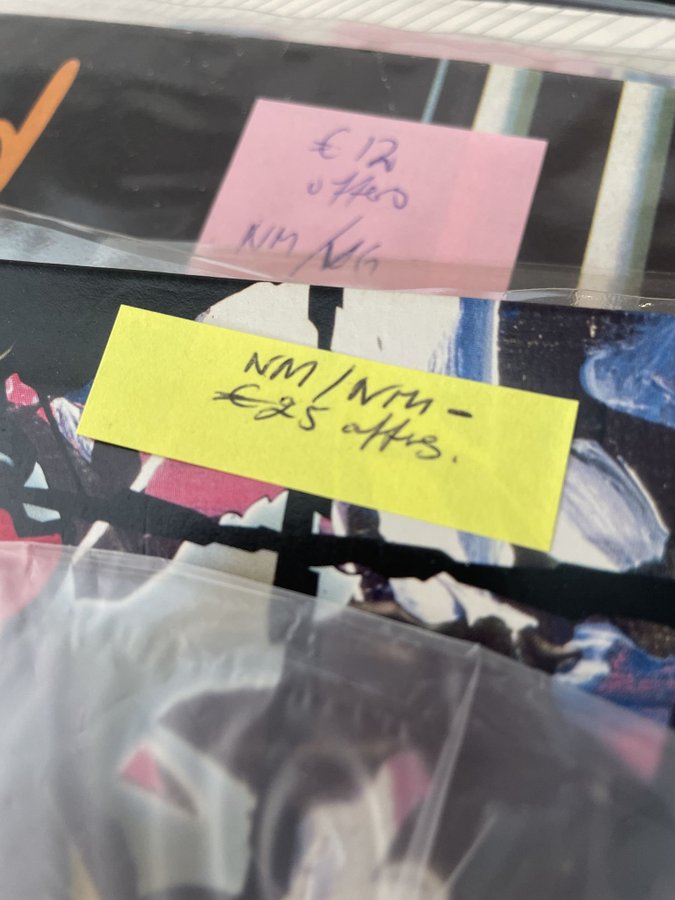 €12
offers
NM/NM
NM/NM-
€25 offers.